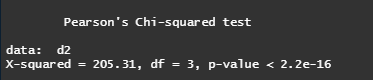 Pearson's Chi-squared test
data:  d2
X-squared = 205.31, df = 3, p-value < 2.2e-16